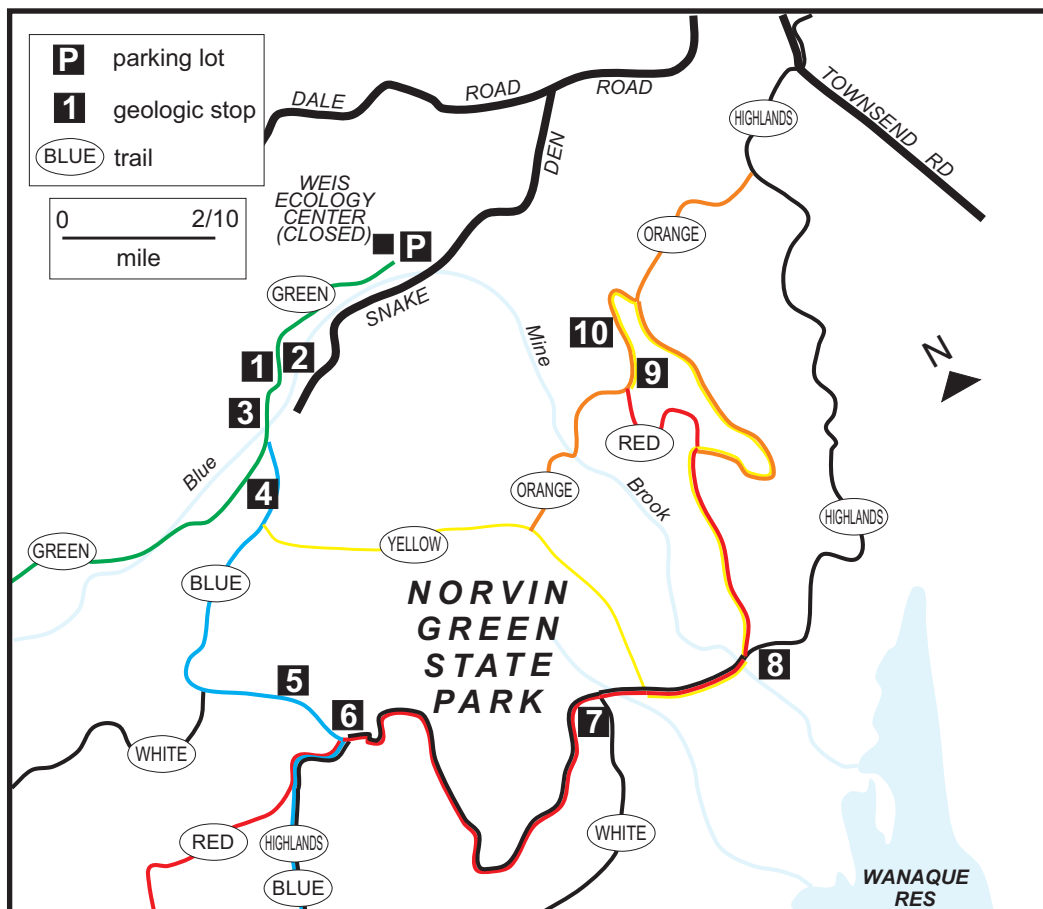 P parking lot
1 geologic stop
BLUE trail
0 2/10
mile
DALE
ROAD
ROAD
DEN
SNAKE
TOWNSEND RD
HIGHLANDS
WEIS
ECOLOGY
CENTER
(CLOSED)
P
GREEN
ORANGE
1
2
3
10
9
Mine
N
RED
Blue
4
ORANGE
Brook
HIGHLANDS
GREEN
YELLOW
BLUE
NORVIN
GREEN
STATE
PARK
5
6
7
8
WHITE
RED
HIGHLANDS
BLUE
WHITE
WANAQUE
RES